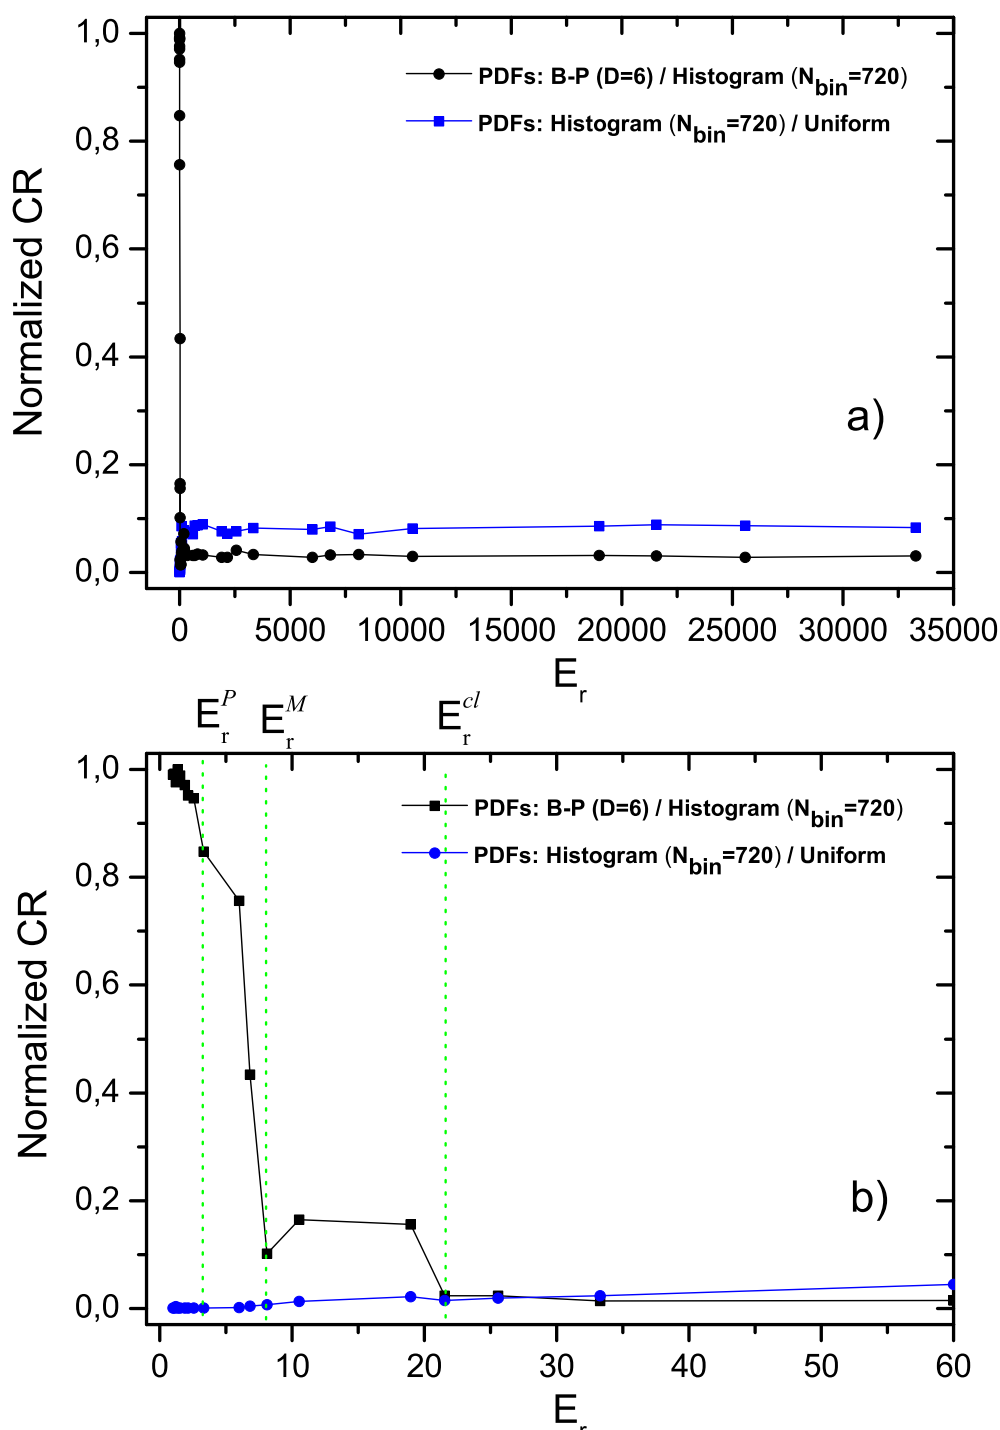 1,0
0,8
0,6
0,4
0,2
0,0
Normalized CR
PDFs: B-P (D=6) / Histogram (Nbin=720)
PDFs: Histogram (Nbin=720) / Uniform
a)
0 5000 10000 15000 20000 25000 30000 35000
Er
ErP ErM Ercl
1,0
0,8
0,6
0,4
0,2
0,0
Normalized CR
PDFs: B-P (D=6) / Histogram (Nbin=720)
PDFs: Histogram (Nbin=720) / Uniform
b)
0 10 20 30 40 50 60
Er